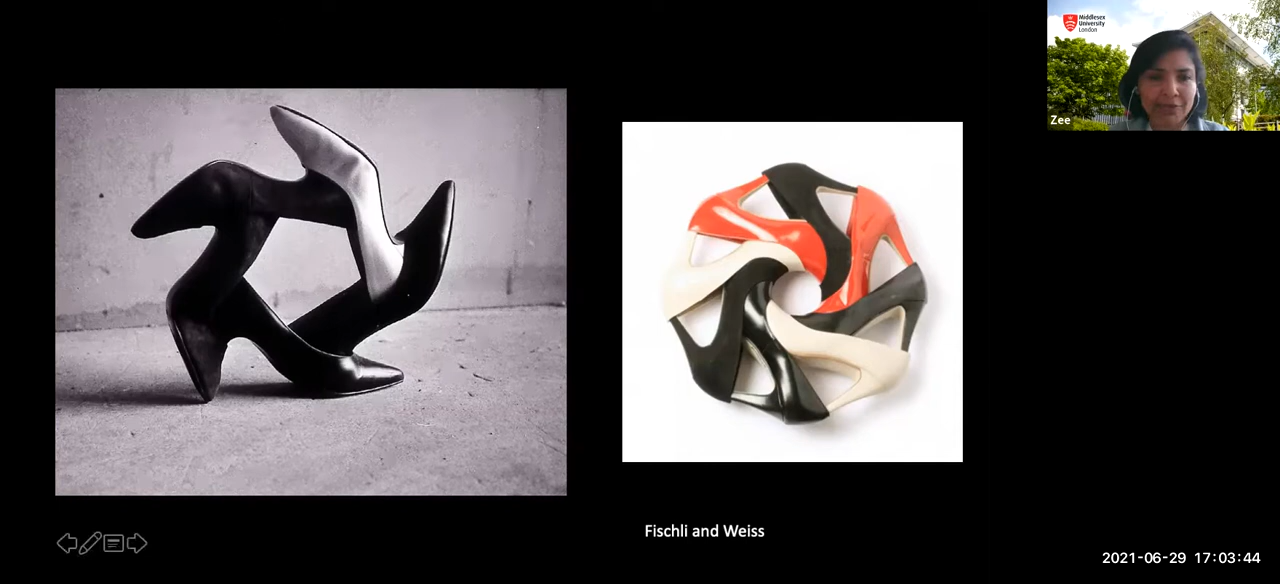 Middlesex
University
London
Zee
Fischli and Weiss
2021-06-29 17:03:44